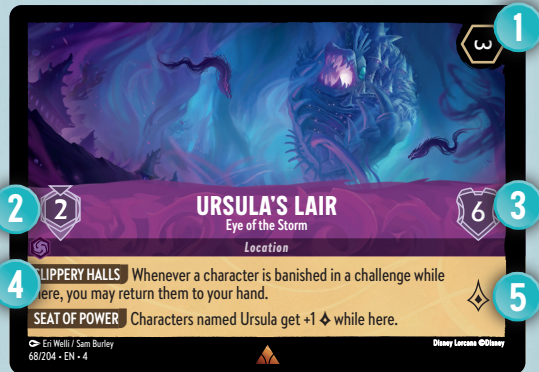 1
3
2
2
URSULA'S LAIR
Eye of the Storm
6
3
Location
4
SLIPPERY HALLS Whenever a character is banished in a challenge while
here, you may return them to your hand.
5
SEAT OF POWER Characters named Ursula get +1 while here.
Eri Welli / Sam Burley
Disney Lorcana ©Disney
68/204 • EN • 4